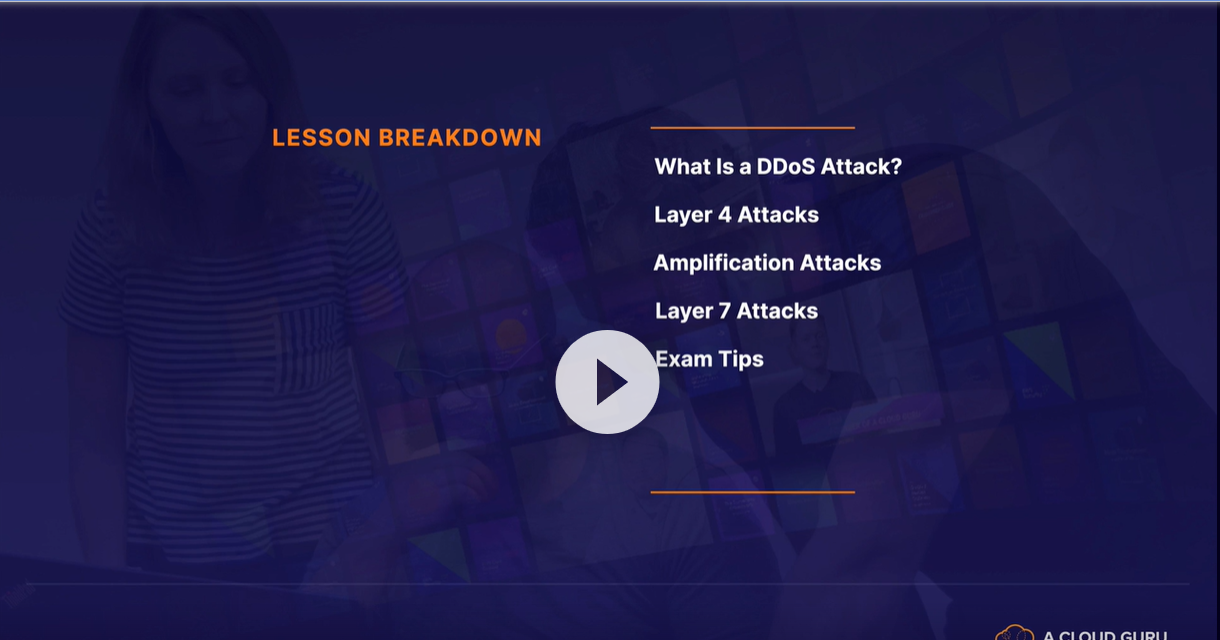 LESSON BREAKDOWN
What Is a DDoS Attack?
Layer 4 Attacks
Amplification Attacks
Layer 7 Attacks
Exam Tips
A CLOUD GURU